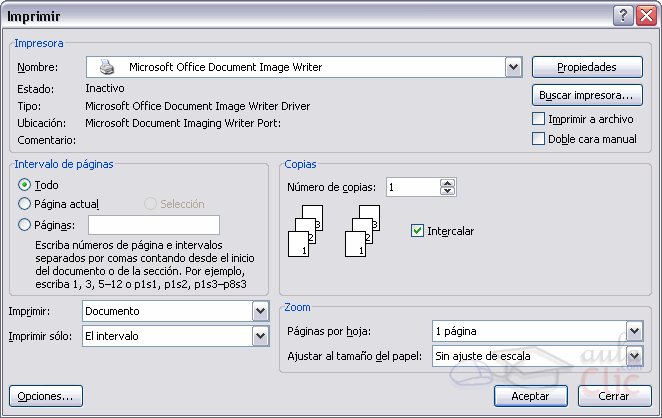 Imprimir
Impresora
Nombre: Microsoft Office Document Image Writer Propiedades
Estado: Inactivo Buscar impresora...
Tipo: Microsoft Office Document Image Writer Driver
Ubicación: Microsoft Document Imaging Writer Port: Imprimir a archivo
Comentario: Doble cara manual
Intervalo de páginas
Todo
Página actual Selección
Páginas:
Escriba números de página e intervalos
separados por comas contando desde el inicio
del documento o de la sección. Por ejemplo,
escriba 1, 3, 5–12 o p1s1, p1s2, p1s3–p8s3
Copias
Número de copias: 1
3 3
2 2
1 1
Intercalar
Imprimir: Documento
Imprimir sólo: El intervalo
Zoom
Páginas por hoja: 1 página
Ajustar al tamaño del papel: Sin ajuste de escala
aula
.com
Clic
Opciones... Aceptar Cerrar